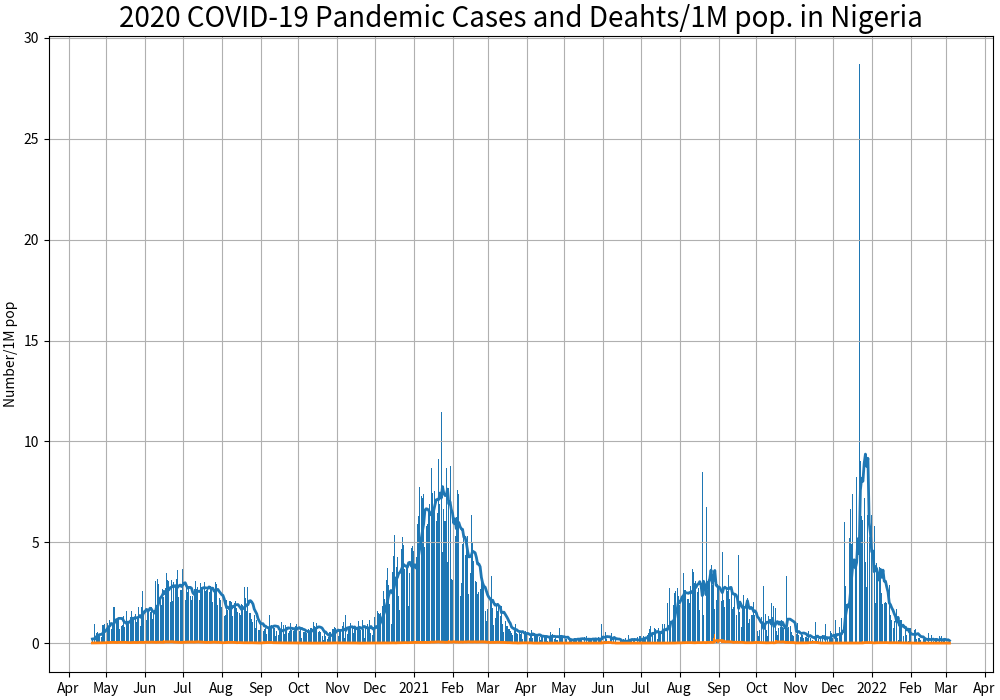 2020 COVID-19 Pandemic Cases and Deahts/1M pop. in Nigeria
30
25
20
15
10
5
0
Number/1M pop
Apr May Jun Jul Aug Sep Oct Nov Dec 2021 Feb Mar Apr May Jun Jul Aug Sep Oct Nov Dec 2022 Feb Mar Apr